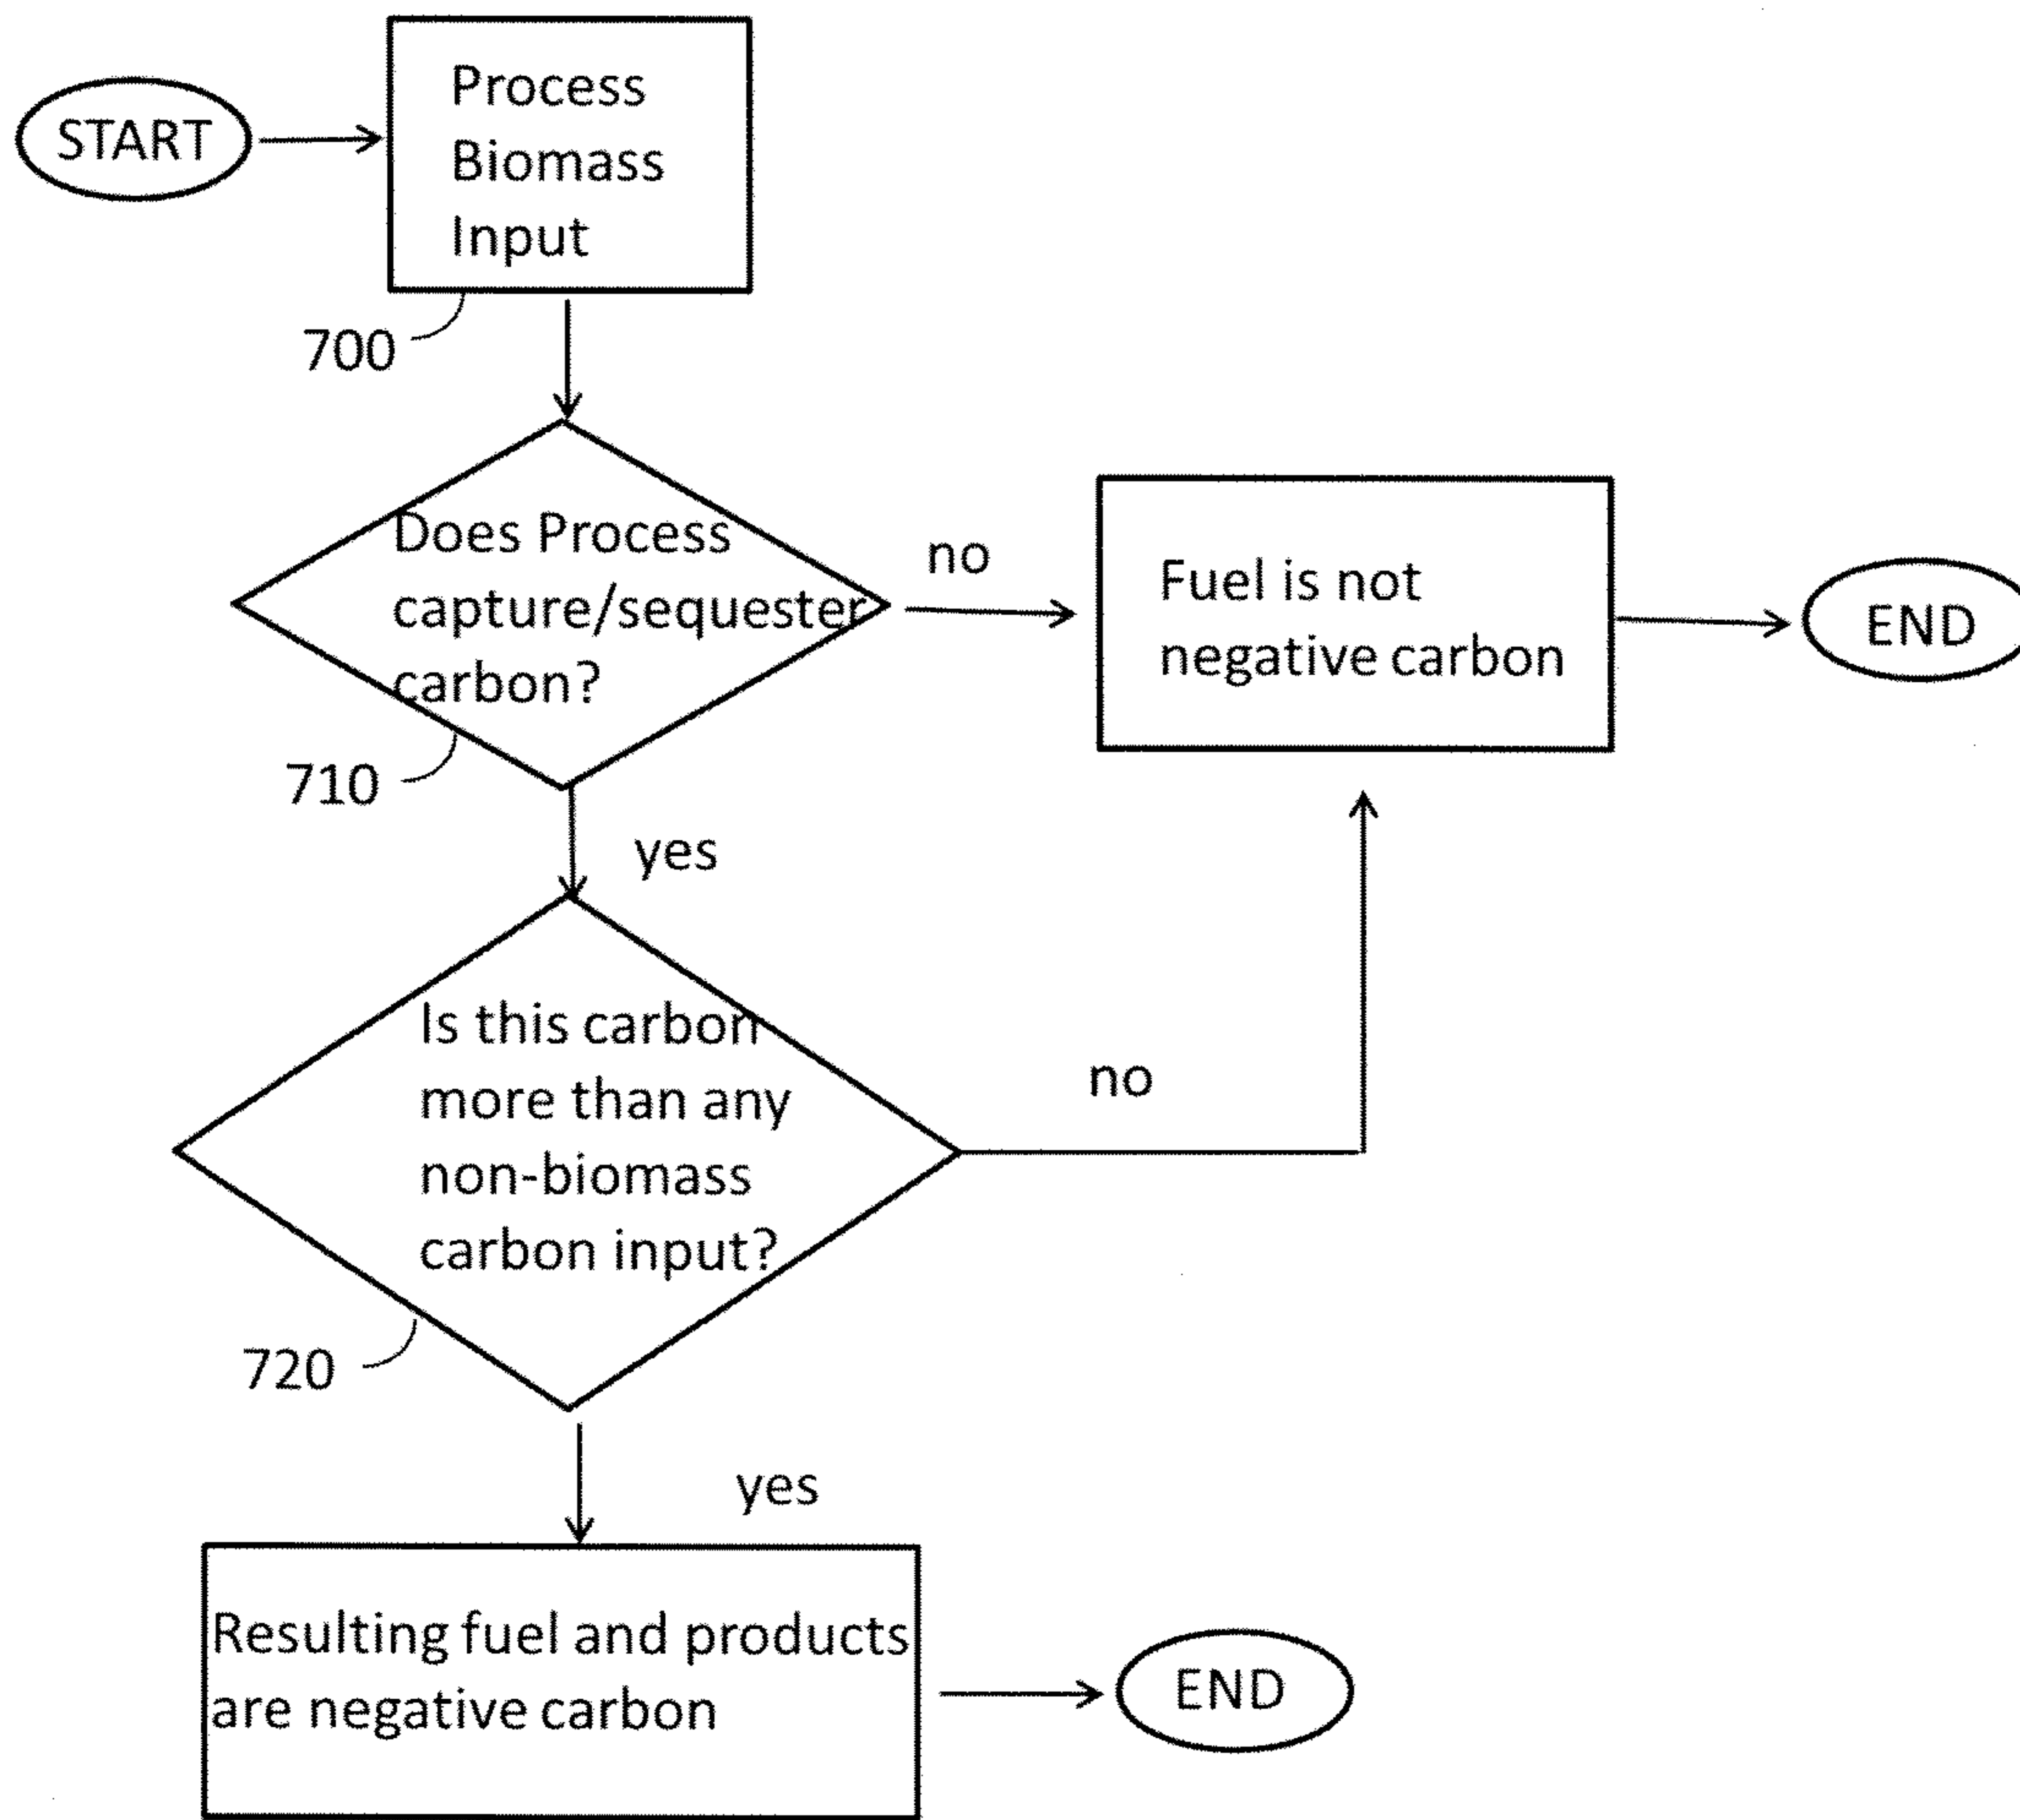 START
Process
Biomass
Input
700
Does Process
capture/sequester
carbon?
710
no
Fuel is not
negative carbon
END
yes
Is this carbon
more than any
non-biomass
carbon input?
720
no
yes
Resulting fuel and products
are negative carbon
END